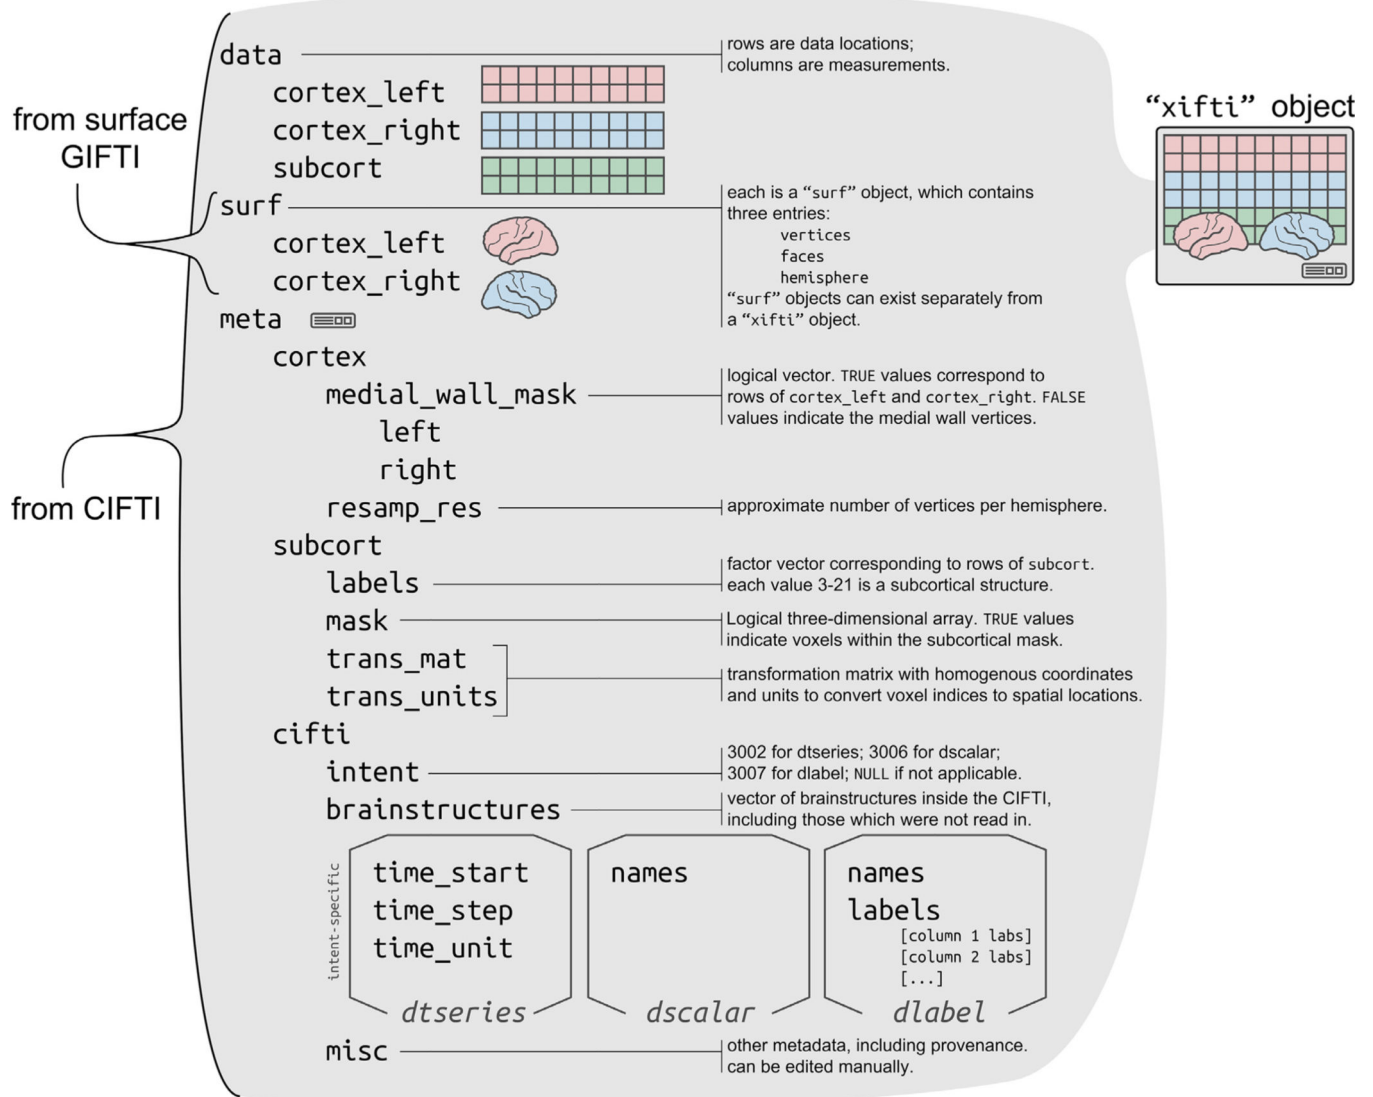 data
rows are data locations;
columns are measurements.
cortex_left
cortex_right
subcort
from surface
GIFTI
"xifti" object
surf
each is a "surf" object, which contains
three entries:
vertices
faces
hemisphere
"surf" objects can exist separately from
a "xifti" object.
cortex_left
cortex_right
meta
cortex
medial_wall_mask
logical vector. TRUE values correspond to
rows of cortex_left and cortex_right. FALSE
values indicate the medial wall vertices.
left
right
from CIFTI
resamp_res
approximate number of vertices per hemisphere.
subcort
labels
factor vector corresponding to rows of subcort.
each value 3-21 is a subcortical structure.
mask
Logical three-dimensional array. TRUE values
indicate voxels within the subcortical mask.
trans_mat
trans_units
transformation matrix with homogenous coordinates
and units to convert voxel indices to spatial locations.
cifti
intent
3002 for dtseries; 3006 for dscalar;
3007 for dlabel; NULL if not applicable.
brainstructures
vector of brainstructures inside the CIFTI,
including those which were not read in.
intent-specific
time_start
time_step
time_unit
dtseries
names
dscalar
names
labels
[column 1 labs]
[column 2 labs]
[...]
dlabel
misc
other metadata, including provenance.
can be edited manually.